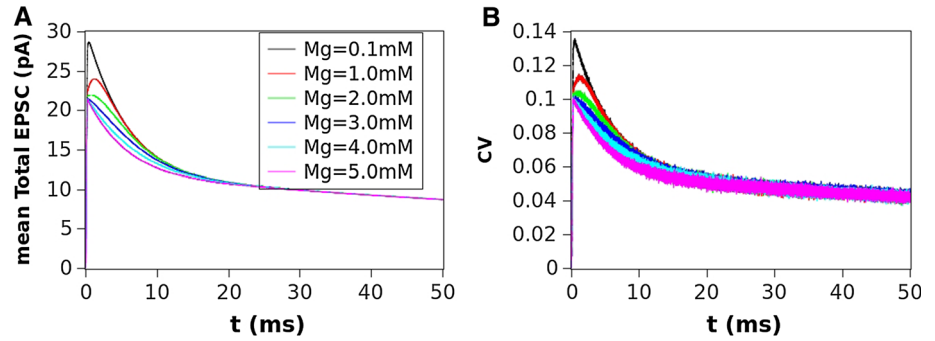 A
mean Total EPSC (pA)
30
25
20
15
10
5
0
0 10 20 30 40 50
t (ms)
Mg=0.1mM
Mg=1.0mM
Mg=2.0mM
Mg=3.0mM
Mg=4.0mM
Mg=5.0mM
B
CV
0.14
0.12
0.1
0.08
0.06
0.04
0.02
0
0 10 20 30 40 50
t (ms)